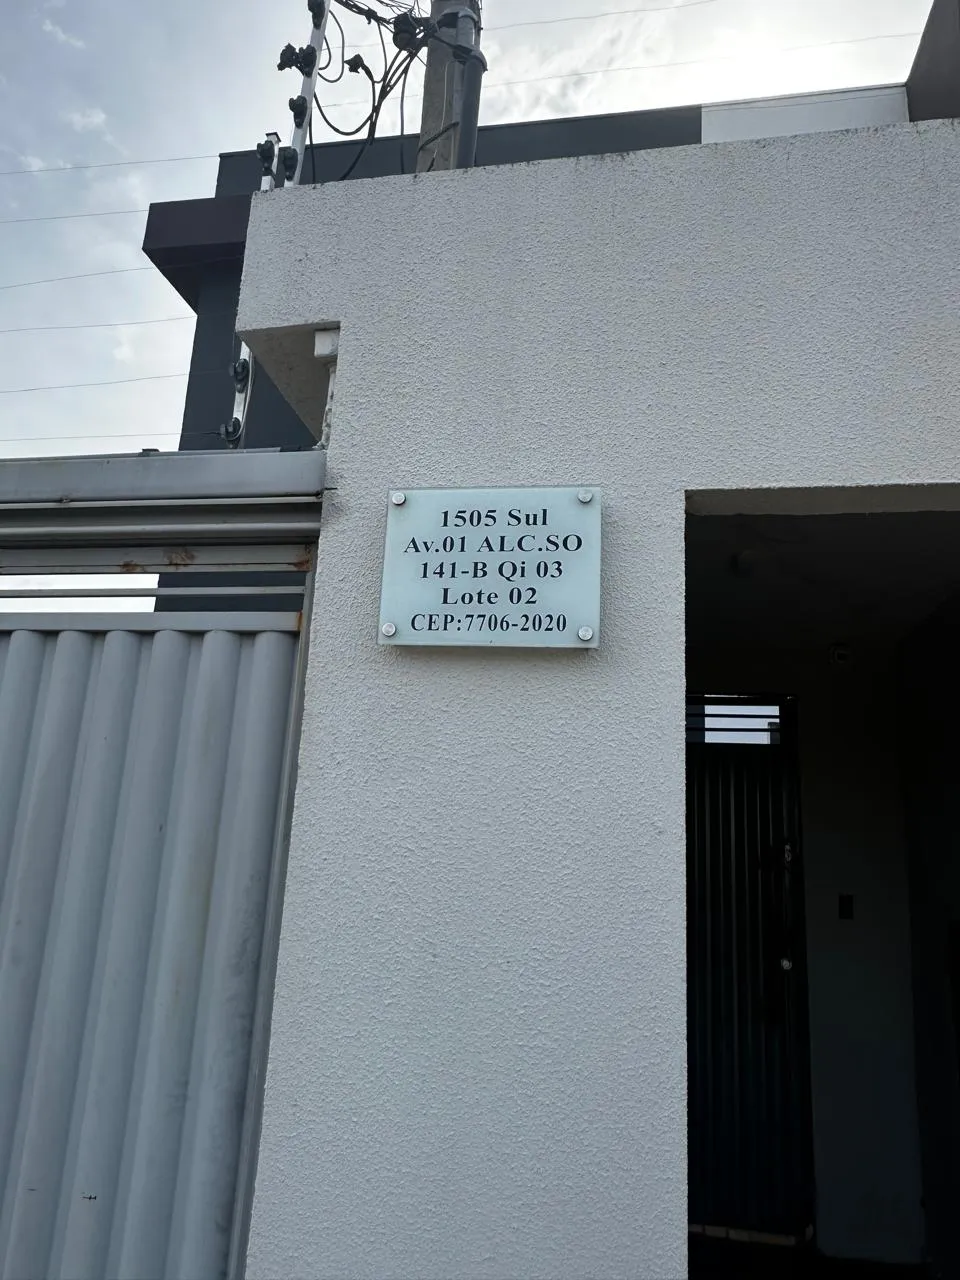 1505 Sul
Av.01 ALC.SO
141-B Qi 03
Lote 02
CEP:7706-2020